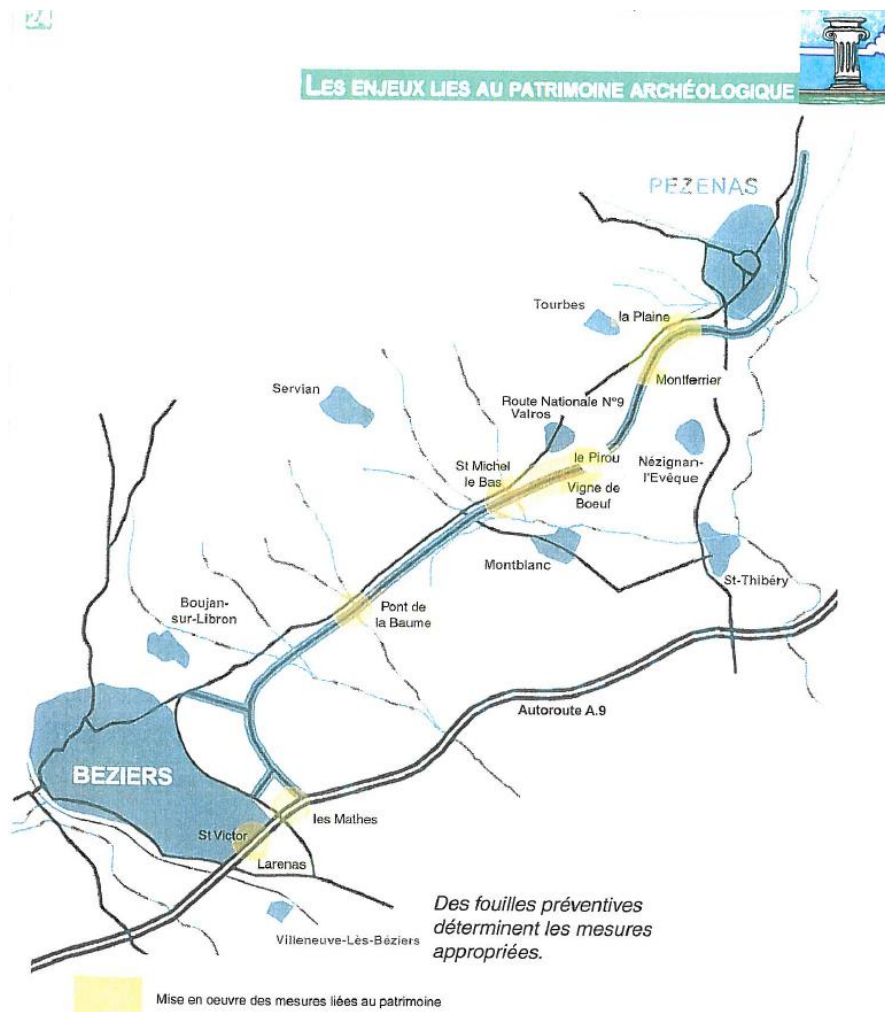 24
LES ENJEUX LIES AU PATRIMOINE ARCHÉOLOGIQUE
PEZENAS
Tourbes
la Plaine
Montferrier
Servian
Route Nationale N°9
Valros
St Michel
le Bas
le Pirou
Vigne de
Boeuf
Nézignan-
l'Evêque
Montblanc
St-Thibéry
Boujan-
sur-Libron
Pont de
la Baume
Autoroute A.9
BEZIERS
les Mathes
St Victor
Larenas
Villeneuve-Lès-Béziers
Des fouilles préventives
déterminent les mesures
appropriées.
Mise en oeuvre des mesures liées au patrimoine